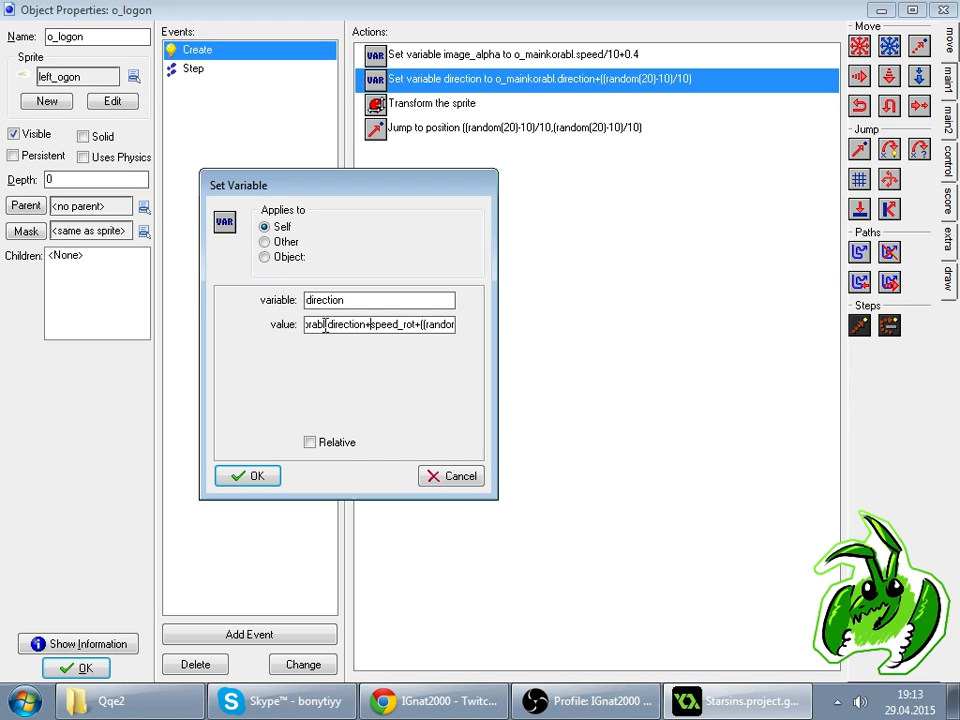 Object Properties: o_logon
Name: o_logon
Sprite
left_ogon
New Edit
Visible Solid
Persistent Uses Physics
Depth: 0
Parent <no parent>
Mask <same as sprite>
Children: <None>
Show Information
OK
Events:
Create
Step
Add Event
Delete Change
Actions:
VAR Set variable image_alpha to o_mainkorabl.speed/10+0.4
VAR Set variable direction to o_mainkorabl.direction+((random(20)-10)/10)
Transform the sprite
Jump to position ((random(20)-10)/10,(random(20)-10)/10)
Set Variable
VAR
Applies to
Self
Other
Object:
variable: direction
value: direction+speed_rot+((randor
Relative
OK Cancel
Move
Jump
Paths
Steps
move
main1
main2
control
score
extra
draw
Qqe2
Skype™ - bonytiyy
IGnat2000 – Twitc...
Profile: IGnat2000 ...
Starsins.project.g...
19:13
29.04.2015